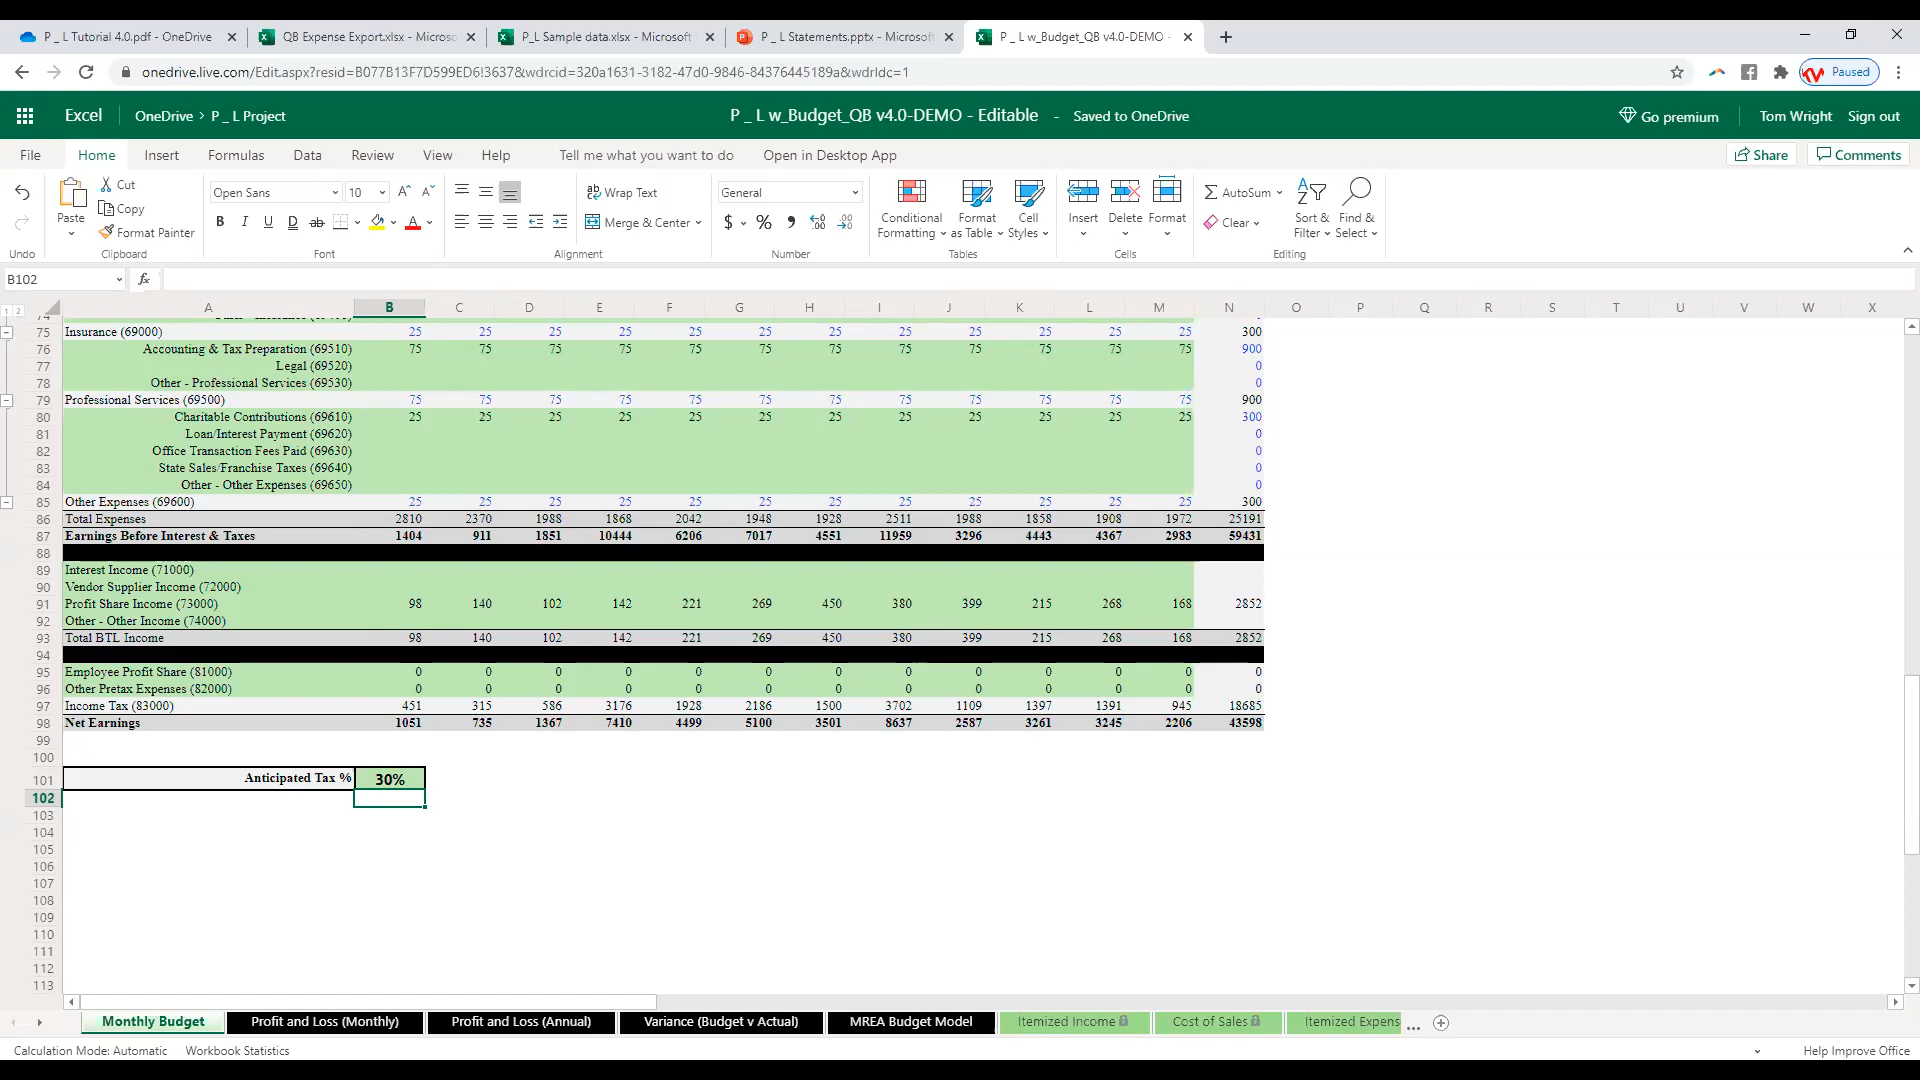 P _ L Tutorial 4.0.pdf - OneDrive
QB Expense Export.xlsx - Microso
P_L Sample data.xlsx - Microsoft
P _ L Statements.pptx - Microsoft
P _ L w_Budget_QB v4.0-DEMO -
onedrive.live.com/Edit.aspx?resid=B077B13F7D599ED6!3637&wdrcid=320a1631-3182-47d0-9846-84376445189a&wdrldc=1
Paused
Excel OneDrive > P _ L Project P _ L w_Budget_QB v4.0-DEMO - Editable - Saved to OneDrive Go premium Tom Wright Sign out
File Home Insert Formulas Data Review View Help Tell me what you want to do Open in Desktop App Share Comments
Paste Cut Copy Format Painter
Open Sans 10
B I U D ab
Wrap Text
Merge & Center
General
$ % 9
Conditional Formatting
Format as Table
Cell Styles
Insert Delete Format
AutoSum
Clear
Sort & Filter
Find & Select
Undo Clipboard Font Alignment Number Tables Cells Editing
B102 fx
1 2 A B C D E F G H I J K L M N O P Q R S T U V W X
75 Insurance (69000) 25 25 25 25 25 25 25 25 25 25 25 25 300
76 Accounting & Tax Preparation (69510) 75 75 75 75 75 75 75 75 75 75 75 75 900
77 Legal (69520) 0
78 Other - Professional Services (69530) 0
79 Professional Services (69500) 75 75 75 75 75 75 75 75 75 75 75 75 900
80 Charitable Contributions (69610) 25 25 25 25 25 25 25 25 25 25 25 25 300
81 Loan/Interest Payment (69620) 0
82 Office Transaction Fees Paid (69630) 0
83 State Sales/Franchise Taxes (69640) 0
84 Other - Other Expenses (69650) 0
85 Other Expenses (69600) 25 25 25 25 25 25 25 25 25 25 25 25 300
86 Total Expenses 2810 2370 1988 1868 2042 1948 1928 2511 1988 1858 1908 1972 25191
87 Earnings Before Interest & Taxes 1404 911 1851 10444 6206 7017 4551 11959 3296 4443 4367 2983 59431
88
89 Interest Income (71000)
90 Vendor Supplier Income (72000)
91 Profit Share Income (73000) 98 140 102 142 221 269 450 380 399 215 268 168 2852
92 Other - Other Income (74000)
93 Total BTL Income 98 140 102 142 221 269 450 380 399 215 268 168 2852
94
95 Employee Profit Share (81000) 0 0 0 0 0 0 0 0 0 0 0 0 0
96 Other Pretax Expenses (82000) 0 0 0 0 0 0 0 0 0 0 0 0 0
97 Income Tax (83000) 451 315 586 3176 1928 2186 1500 3702 1109 1397 1391 945 18685
98 Net Earnings 1051 735 1367 7410 4499 5100 3501 8637 2587 3261 3245 2206 43598
99
100
101 Anticipated Tax % 30%
102
103
104
105
106
107
108
109
110
111
112
113
Monthly Budget Profit and Loss (Monthly) Profit and Loss (Annual) Variance (Budget v Actual) MREA Budget Model Itemized Income Cost of Sales Itemized Expens ...
Calculation Mode: Automatic Workbook Statistics Help Improve Office